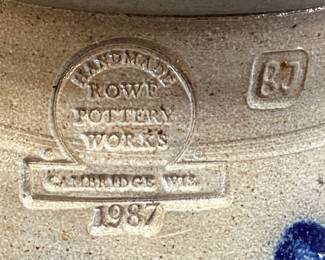 HANDMADE
ROWE
POTTERY
WORKS
CAMBRIDGE WIS.
1987
BJ